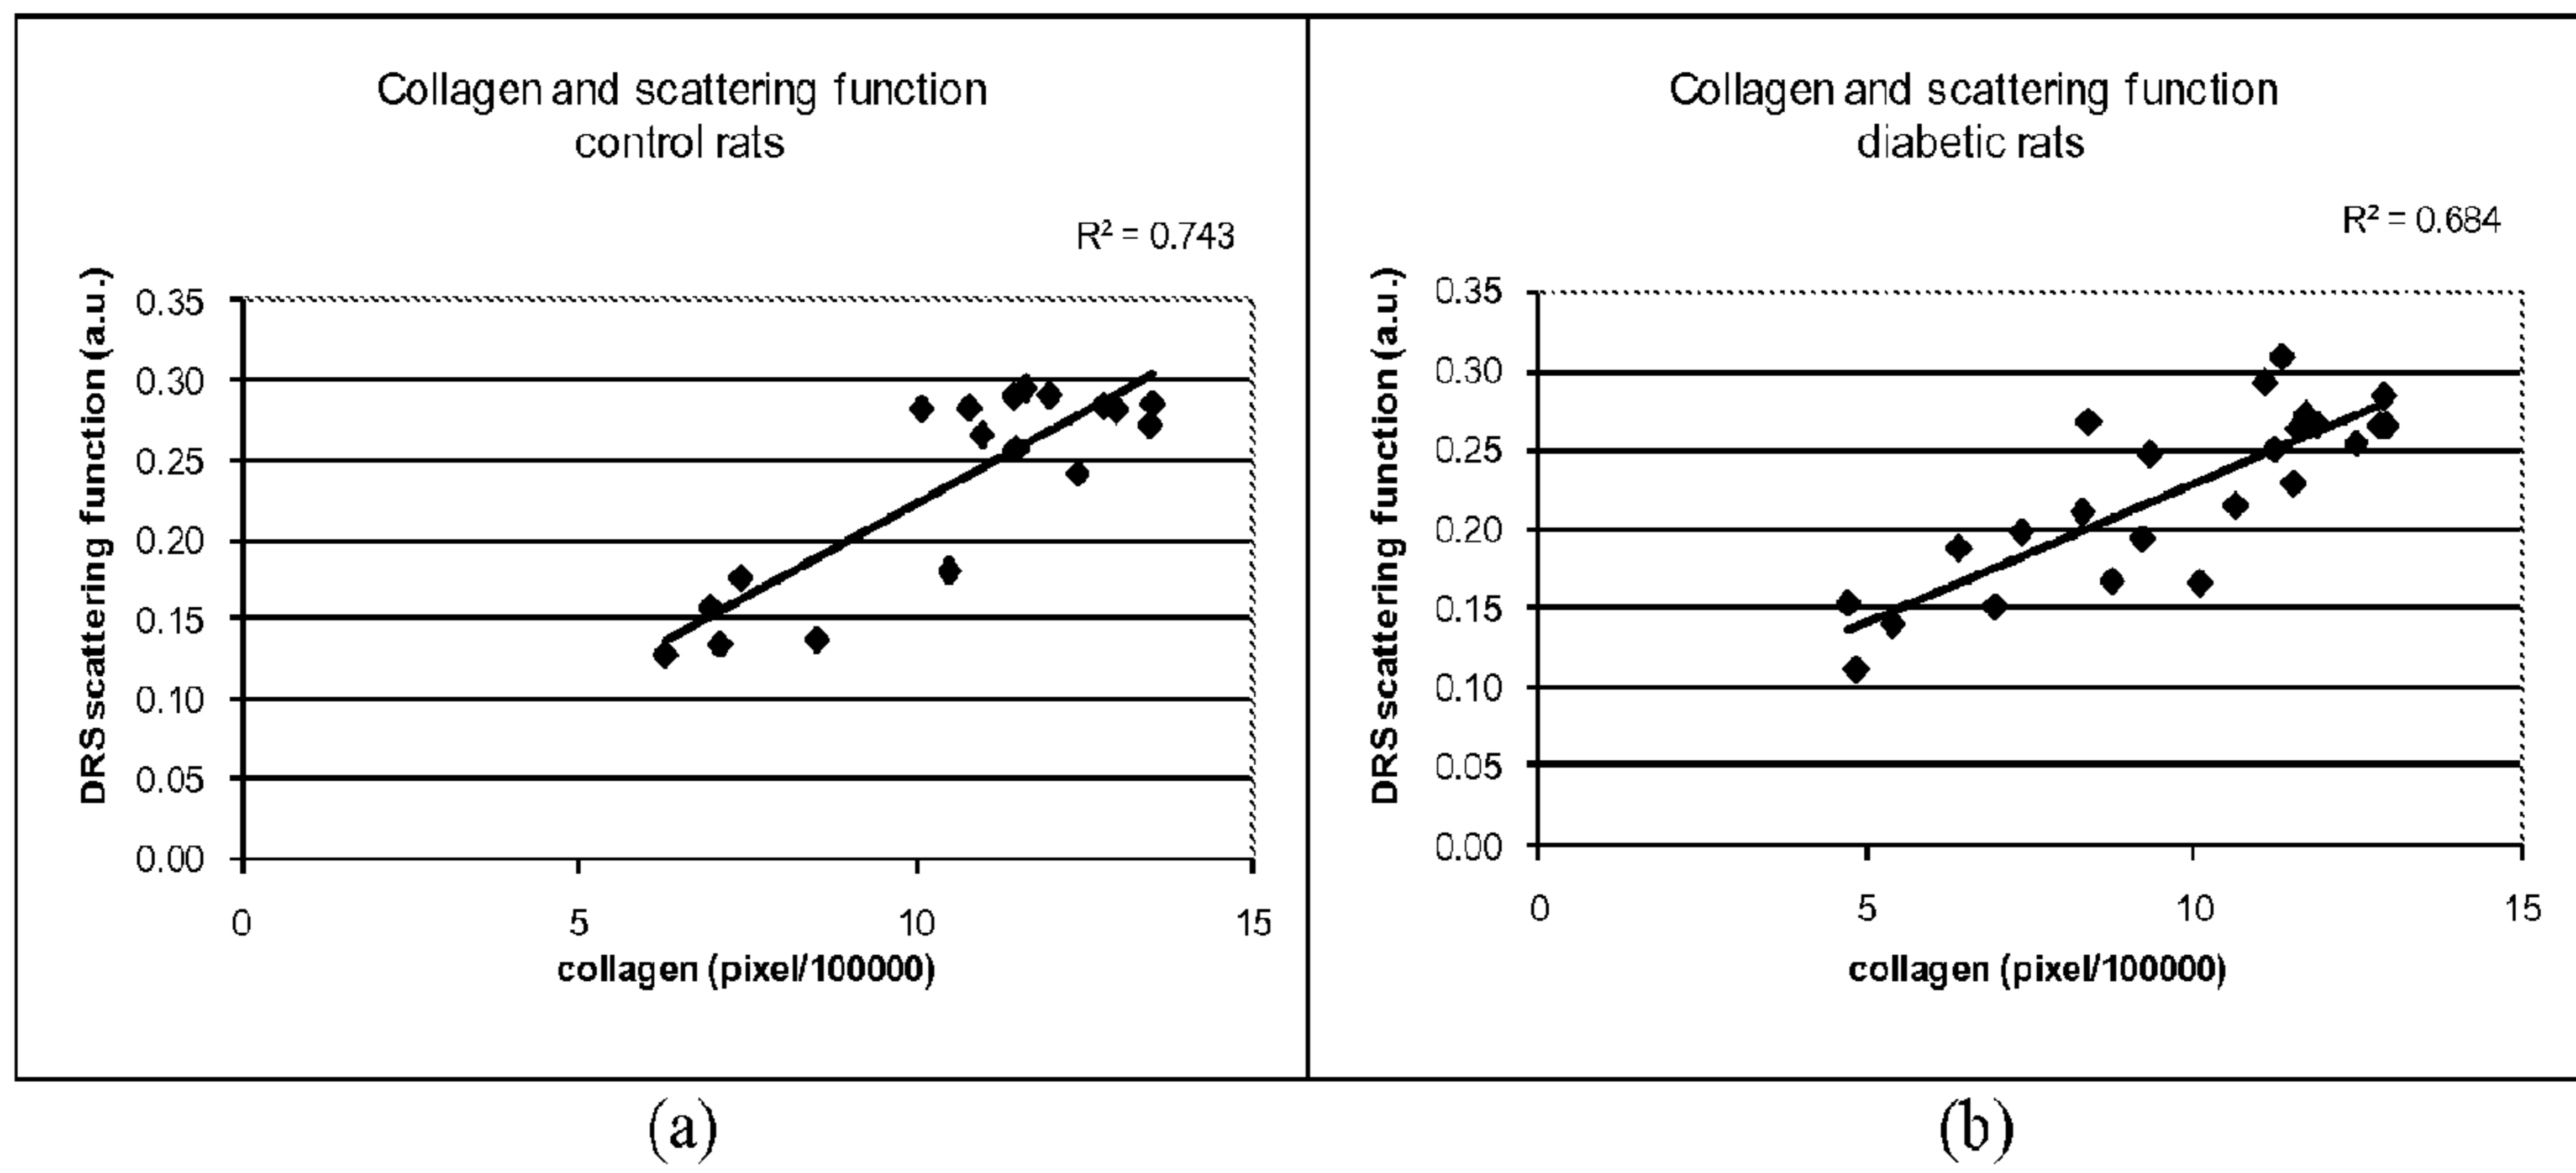 Collagen and scattering function
control rats
R² = 0.743
DRS scattering function (a.u.)
0.35
0.30
0.25
0.20
0.15
0.10
0.05
0.00
0 5 10 15
collagen (pixel/100000)
(a)
Collagen and scattering function
diabetic rats
R² = 0.684
DRS scattering function (a.u.)
0.35
0.30
0.25
0.20
0.15
0.10
0.05
0.00
0 5 10 15
collagen (pixel/100000)
(b)